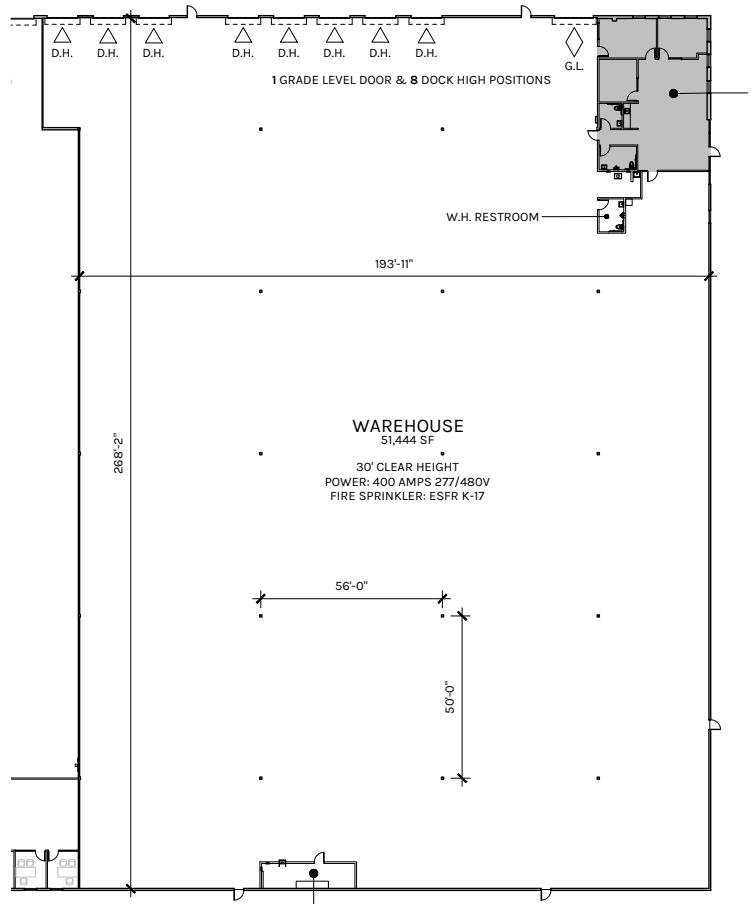 D.H.
D.H.
D.H.
D.H.
D.H.
D.H.
D.H.
D.H.
G.L.
1 GRADE LEVEL DOOR & 8 DOCK HIGH POSITIONS
W.H. RESTROOM
193'-11"
268'-2"
WAREHOUSE
51,444 SF
30' CLEAR HEIGHT
POWER: 400 AMPS 277/480V
FIRE SPRINKLER: ESFR K-17
56'-0"
50'-0"